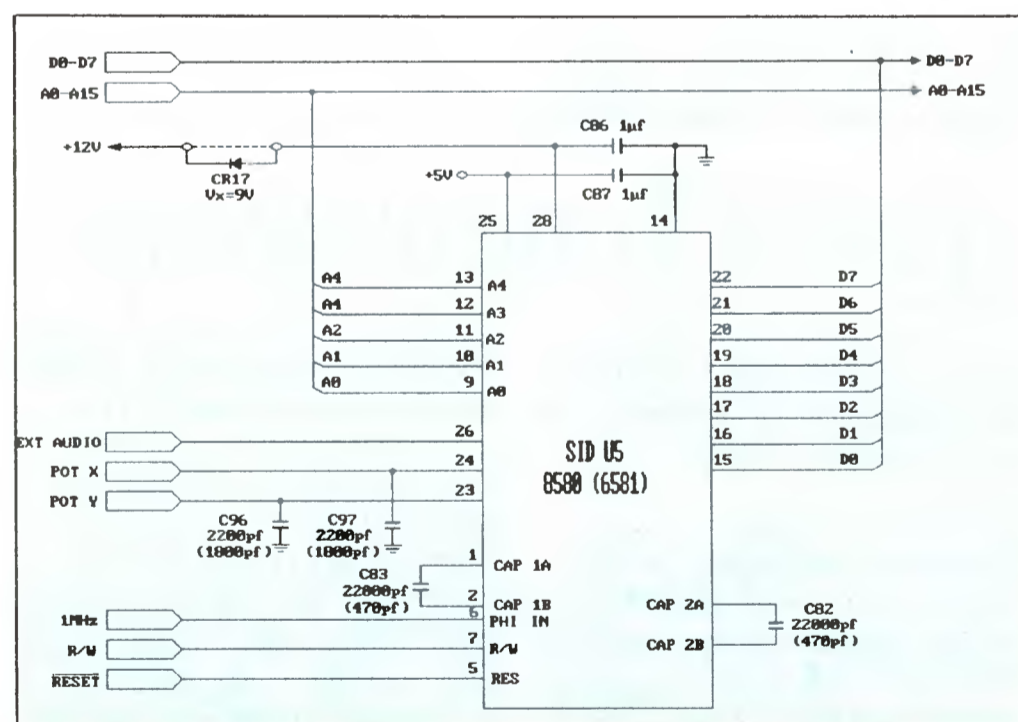 D0-D7
D0-D7
A0-A15
A0-A15
C86 1µf
+12V
CR17
Vx=9V
+5V
C87 1µf
25
28
14
A4
13
A4
22
D7
A4
12
A3
21
D6
A2
11
A2
20
D5
A1
10
A1
19
D4
A0
9
A0
18
D3
17
D2
EXT AUDIO
26
16
D1
POT X
24
15
D0
SID U5
8580 (6581)
POT Y
23
C96
2200pf
(1800pf)
C97
2200pf
(1800pf)
1
CAP 1A
C83
22000pf
(470pf)
2
CAP 1B
CAP 2A
C82
22000pf
(470pf)
1MHz
6
PHI IN
R/W
7
R/W
CAP 2B
RESET
5
RES